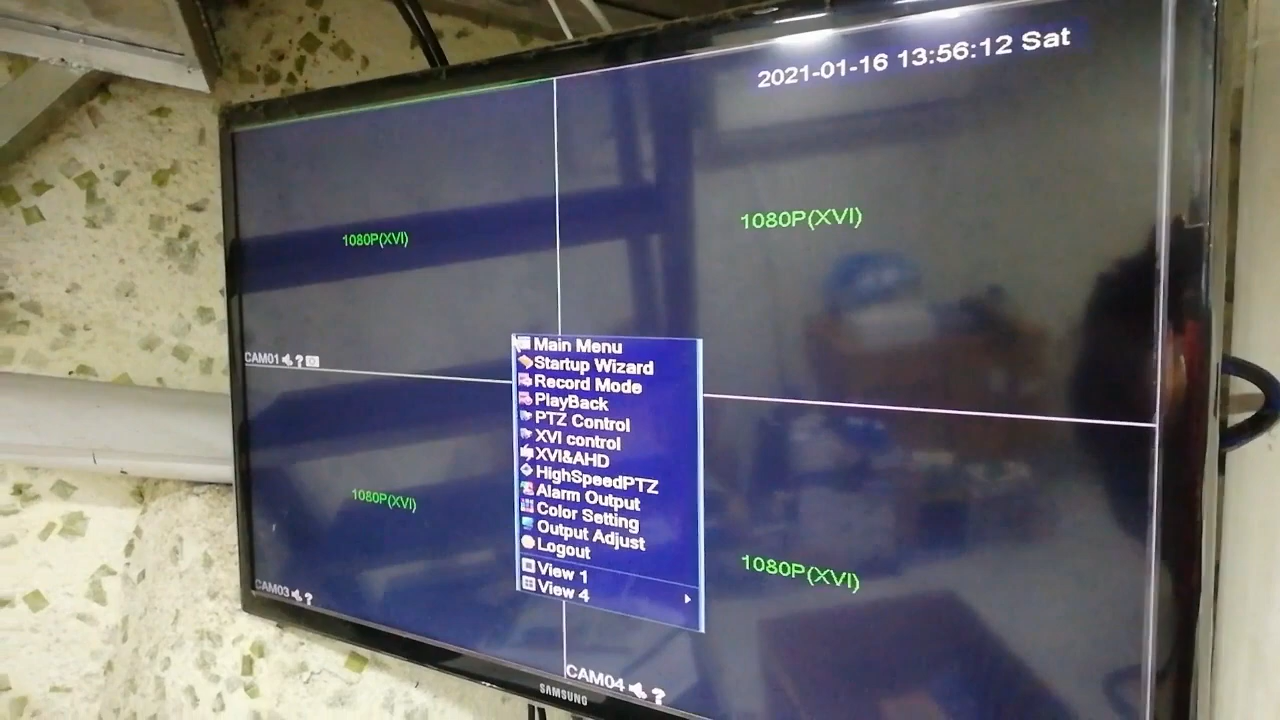 2021-01-16 13:56:12 Sat
1080P(XVI)
1080P(XVI)
CAM01 ?
Main Menu
Startup Wizard
Record Mode
PlayBack
PTZ Control
XVI control
XVI&AHD
HighSpeedPTZ
Alarm Output
Color Setting
Output Adjust
Logout
View 1
View 4
1080P(XVI)
1080P(XVI)
CAM03 ?
CAM04 ?
SAMSUNG